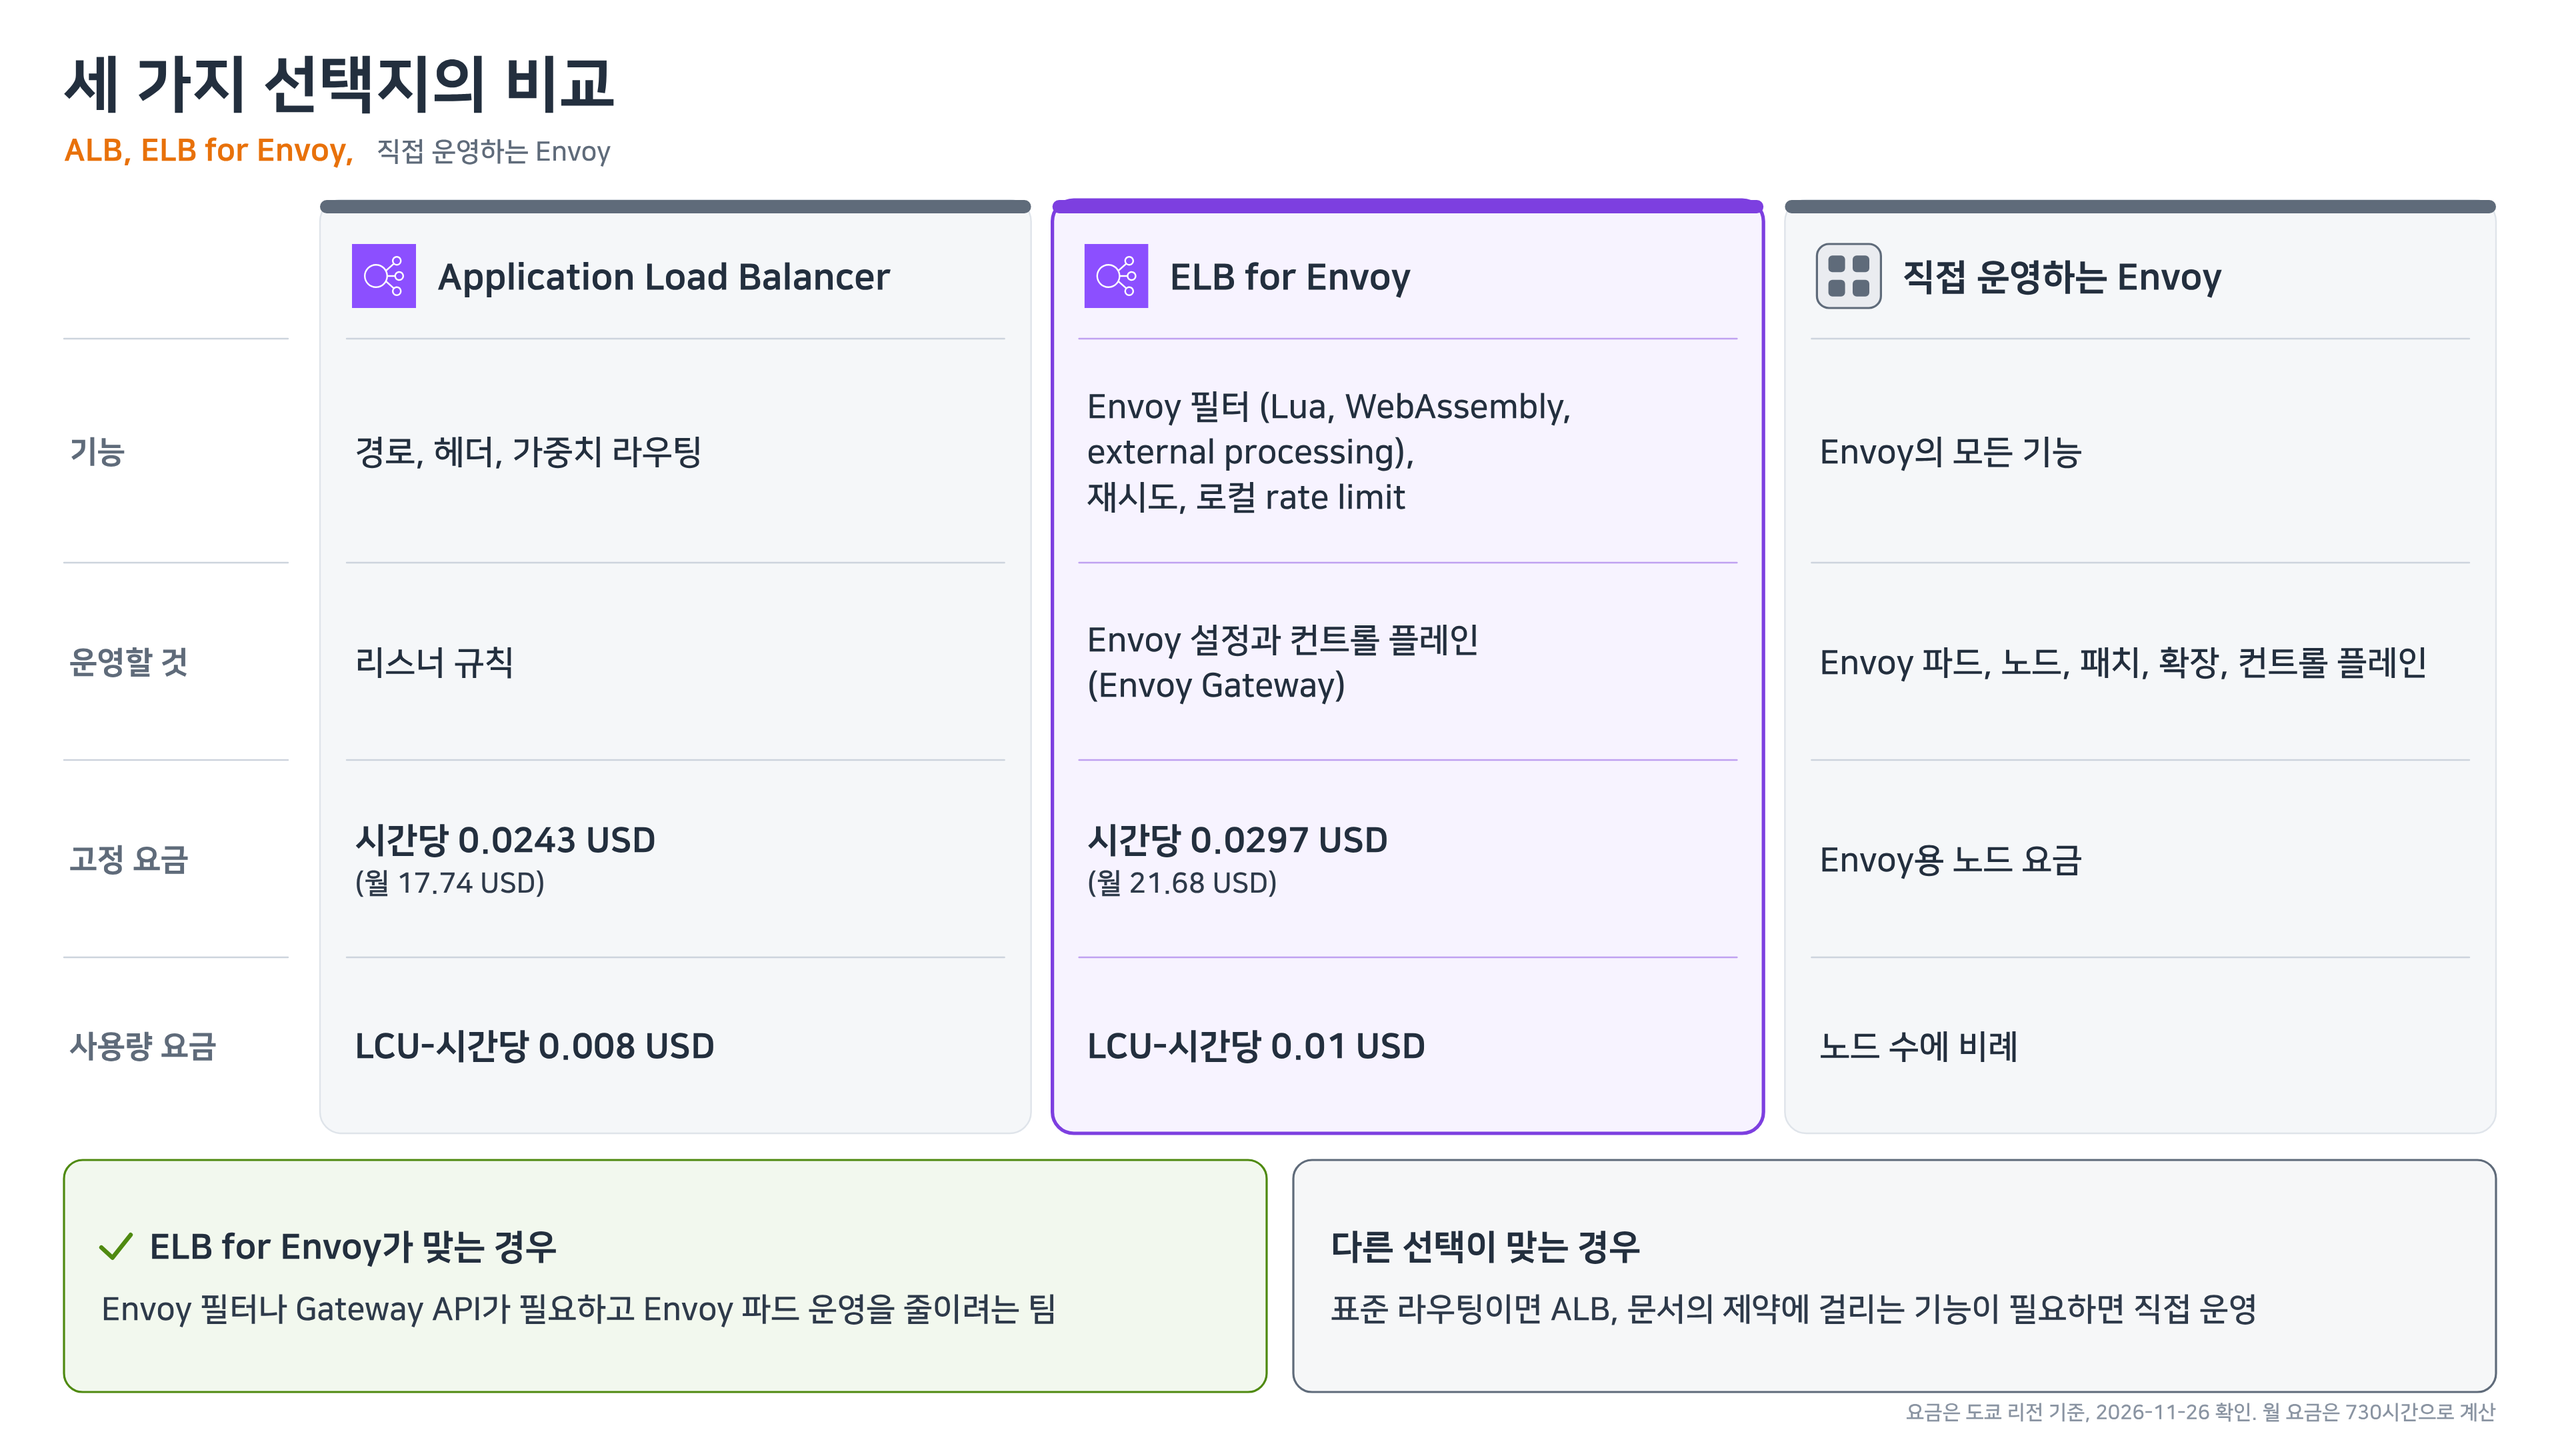 세 가지 선택지의 비교
ALB, ELB for Envoy, 직접 운영하는 Envoy
Application Load Balancer
ELB for Envoy
직접 운영하는 Envoy
기능
경로, 헤더, 가중치 라우팅
Envoy 필터 (Lua, WebAssembly,
external processing),
재시도, 로컬 rate limit
Envoy의 모든 기능
운영할 것
리스너 규칙
Envoy 설정과 컨트롤 플레인
(Envoy Gateway)
Envoy 파드, 노드, 패치, 확장, 컨트롤 플레인
고정 요금
시간당 0.0243 USD
(월 17.74 USD)
시간당 0.0297 USD
(월 21.68 USD)
Envoy용 노드 요금
사용량 요금
LCU-시간당 0.008 USD
LCU-시간당 0.01 USD
노드 수에 비례
ELB for Envoy가 맞는 경우
Envoy 필터나 Gateway API가 필요하고 Envoy 파드 운영을 줄이려는 팀
다른 선택이 맞는 경우
표준 라우팅이면 ALB, 문서의 제약에 걸리는 기능이 필요하면 직접 운영
요금은 도쿄 리전 기준, 2026-11-26 확인. 월 요금은 730시간으로 계산